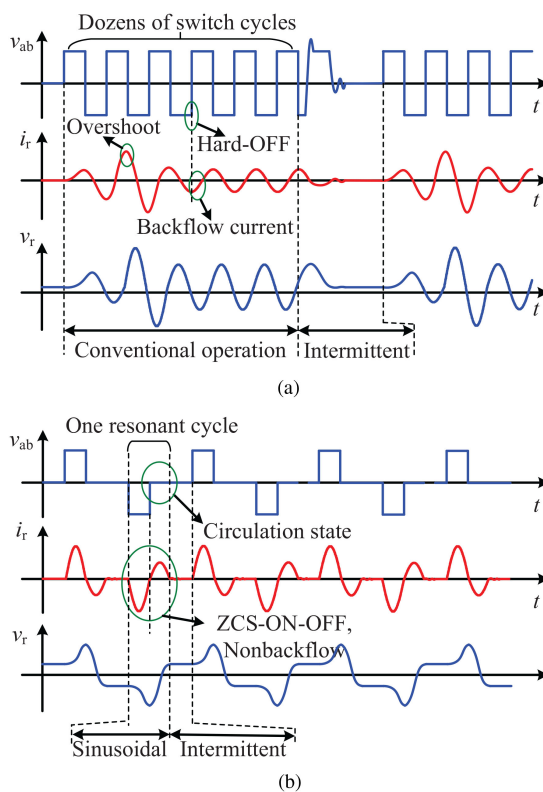 Dozens of switch cycles
v_ab
t
Overshoot
Hard-OFF
i_r
t
Backflow current
v_r
t
Conventional operation
Intermittent
(a)
One resonant cycle
v_ab
t
Circulation state
i_r
t
ZCS-ON-OFF,
Nonbackflow
v_r
t
Sinusoidal
Intermittent
(b)